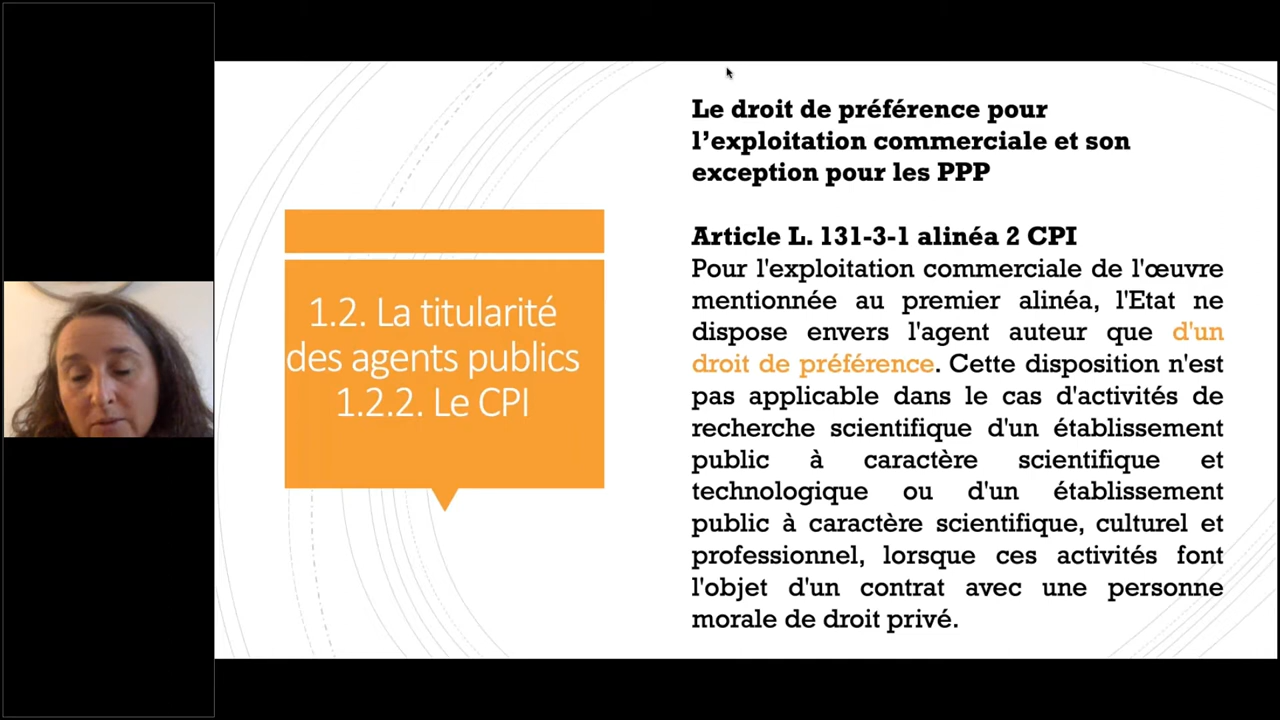 1.2. La titularité
des agents publics
1.2.2. Le CPI
Le droit de préférence pour
l’exploitation commerciale et son
exception pour les PPP
Article L. 131-3-1 alinéa 2 CPI
Pour l'exploitation commerciale de l'œuvre
mentionnée au premier alinéa, l'Etat ne
dispose envers l'agent auteur que d'un
droit de préférence. Cette disposition n'est
pas applicable dans le cas d'activités de
recherche scientifique d'un établissement
public à caractère scientifique et
technologique ou d'un établissement
public à caractère scientifique, culturel et
professionnel, lorsque ces activités font
l'objet d'un contrat avec une personne
morale de droit privé.